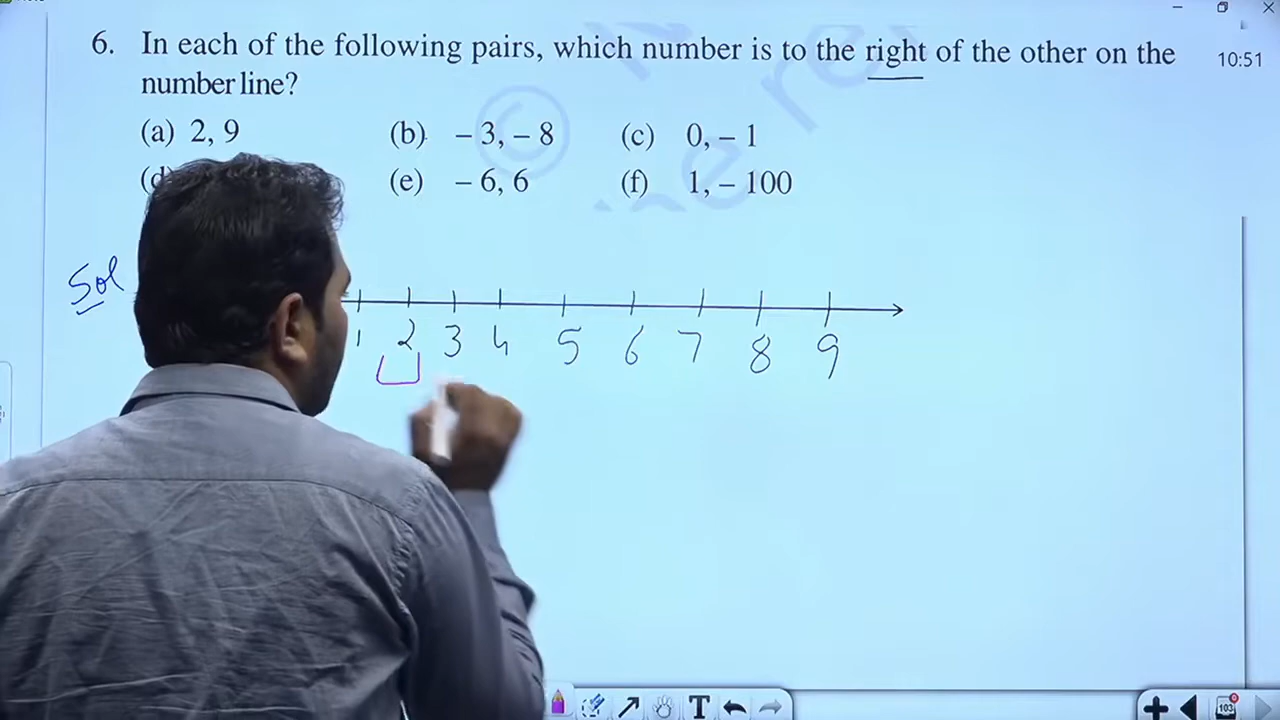 6. In each of the following pairs, which number is to the right of the other on the
number line?
10:51
(a) 2, 9 (b) – 3, – 8 (c) 0, – 1
(e) – 6, 6 (f) 1, – 100
Sol
1 2 3 4 5 6 7 8 9
T
103